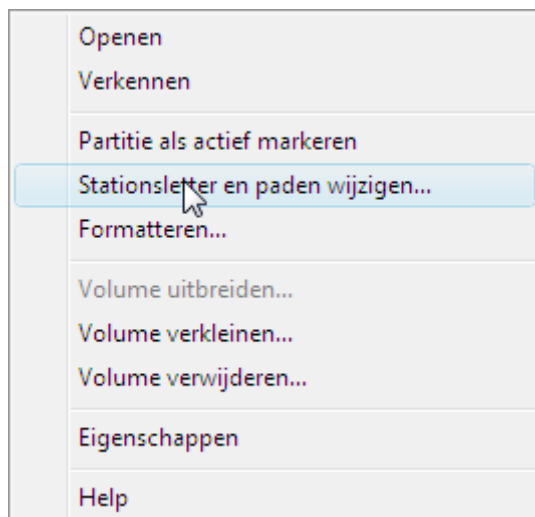 Openen
Verkennen
Partitie als actief markeren
Stationsletter en paden wijzigen...
Formatteren...
Volume uitbreiden...
Volume verkleinen...
Volume verwijderen...
Eigenschappen
Help